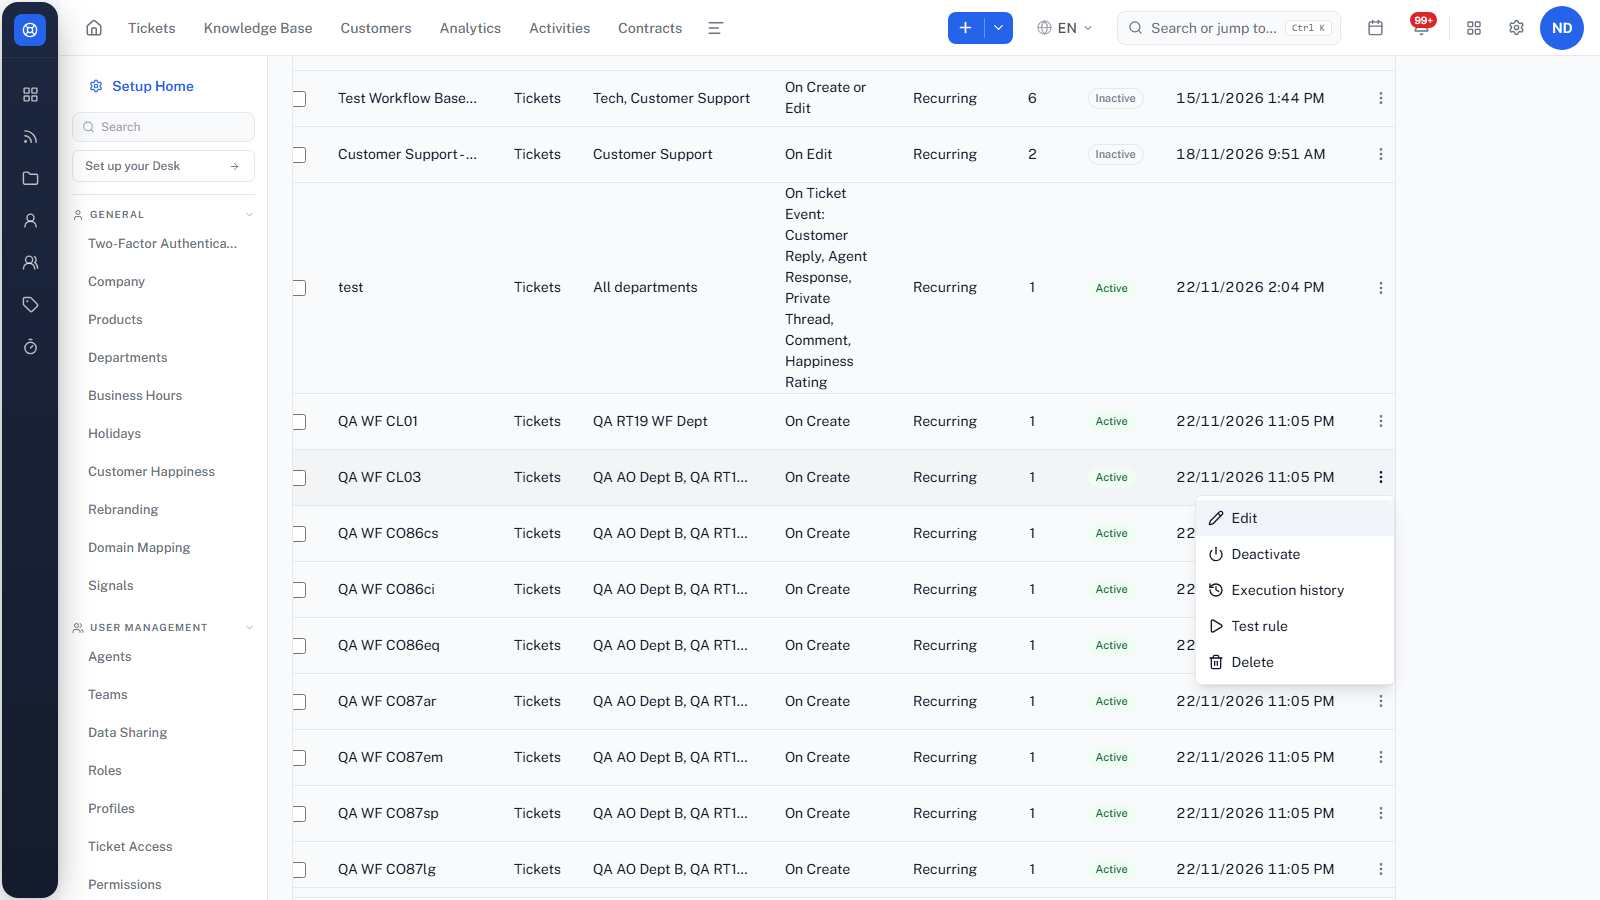 Tickets Knowledge Base Customers Analytics Activities Contracts EN Search or jump to... Ctrl K 99+ ND
Setup Home
Search
Set up your Desk
GENERAL
Two-Factor Authentica...
Company
Products
Departments
Business Hours
Holidays
Customer Happiness
Rebranding
Domain Mapping
Signals
USER MANAGEMENT
Agents
Teams
Data Sharing
Roles
Profiles
Ticket Access
Permissions
Test Workflow Base... Tickets Tech, Customer Support On Create or Edit Recurring 6 Inactive 15/11/2026 1:44 PM
Customer Support -... Tickets Customer Support On Edit Recurring 2 Inactive 18/11/2026 9:51 AM
test Tickets All departments On Ticket Event: Customer Reply, Agent Response, Private Thread, Comment, Happiness Rating Recurring 1 Active 22/11/2026 2:04 PM
QA WF CL01 Tickets QA RT19 WF Dept On Create Recurring 1 Active 22/11/2026 11:05 PM
QA WF CL03 Tickets QA AO Dept B, QA RT1... On Create Recurring 1 Active 22/11/2026 11:05 PM
QA WF CO86cs Tickets QA AO Dept B, QA RT1... On Create Recurring 1 Active 22
QA WF CO86ci Tickets QA AO Dept B, QA RT1... On Create Recurring 1 Active 22
QA WF CO86eq Tickets QA AO Dept B, QA RT1... On Create Recurring 1 Active 22
QA WF CO87ar Tickets QA AO Dept B, QA RT1... On Create Recurring 1 Active 22/11/2026 11:05 PM
QA WF CO87em Tickets QA AO Dept B, QA RT1... On Create Recurring 1 Active 22/11/2026 11:05 PM
QA WF CO87sp Tickets QA AO Dept B, QA RT1... On Create Recurring 1 Active 22/11/2026 11:05 PM
QA WF CO87lg Tickets QA AO Dept B, QA RT1... On Create Recurring 1 Active 22/11/2026 11:05 PM
Edit
Deactivate
Execution history
Test rule
Delete